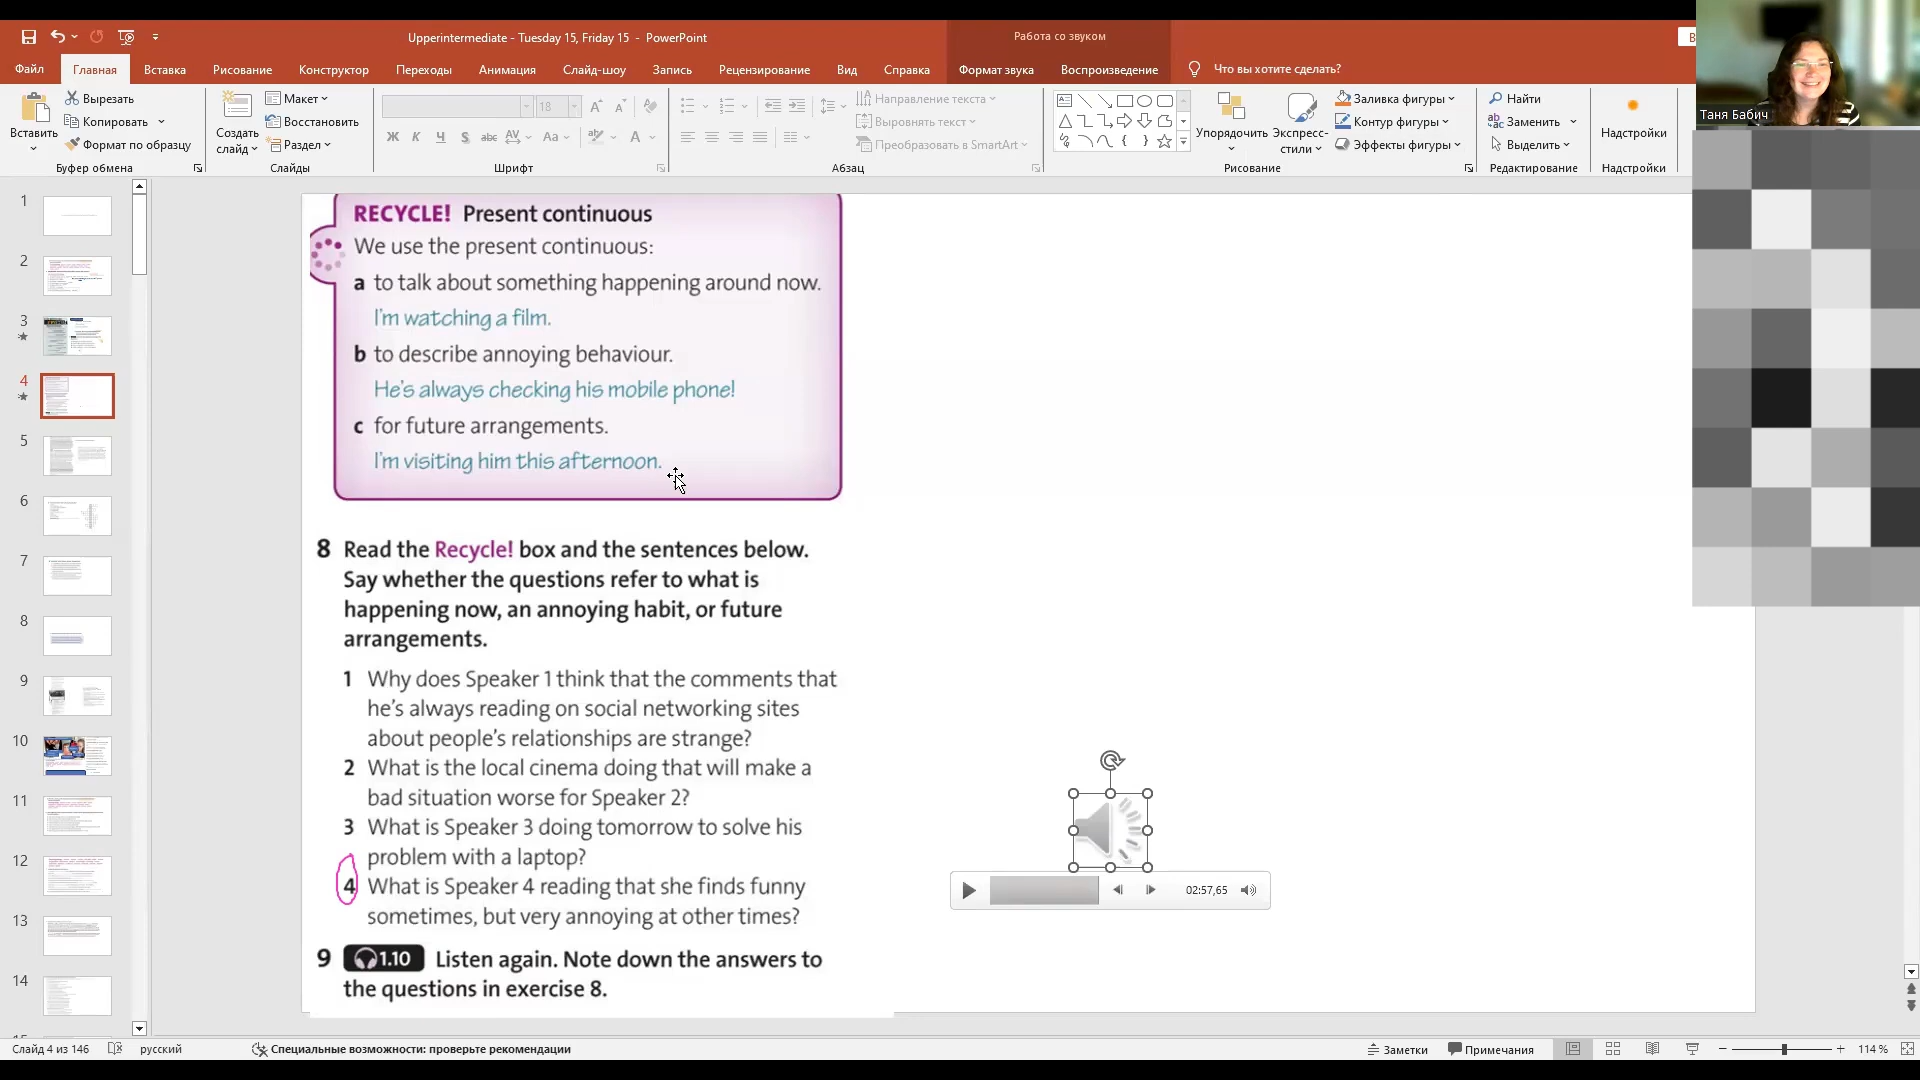 Upperintermediate - Tuesday 15, Friday 15 - PowerPoint
Работа со звуком
В
Файл Главная Вставка Рисование Конструктор Переходы Анимация Слайд-шоу Запись Рецензирование Вид Справка Формат звука Воспроизведение Что вы хотите сделать?
Таня Бабич
Вставить
Вырезать
Копировать
Формат по образцу
Буфер обмена
Создать слайд
Макет
Восстановить
Раздел
Слайды
18
Ж К Ч S abc AV Aa A
Шрифт
Направление текста
Выровнять текст
Преобразовать в SmartArt
Абзац
Упорядочить
Экспресс-стили
Заливка фигуры
Контур фигуры
Эффекты фигуры
Рисование
Найти
Заменить
Выделить
Редактирование
Надстройки
Надстройки
1
2
3
4
5
6
7
8
9
10
11
12
13
14
RECYCLE! Present continuous
We use the present continuous:
a to talk about something happening around now.
I'm watching a film.
b to describe annoying behaviour.
He's always checking his mobile phone!
c for future arrangements.
I'm visiting him this afternoon.
8 Read the Recycle! box and the sentences below.
Say whether the questions refer to what is
happening now, an annoying habit, or future
arrangements.
1 Why does Speaker 1 think that the comments that
he's always reading on social networking sites
about people's relationships are strange?
2 What is the local cinema doing that will make a
bad situation worse for Speaker 2?
3 What is Speaker 3 doing tomorrow to solve his
problem with a laptop?
4 What is Speaker 4 reading that she finds funny
sometimes, but very annoying at other times?
9 1.10 Listen again. Note down the answers to
the questions in exercise 8.
02:57,65
Слайд 4 из 146 русский Специальные возможности: проверьте рекомендации Заметки Примечания 114 %